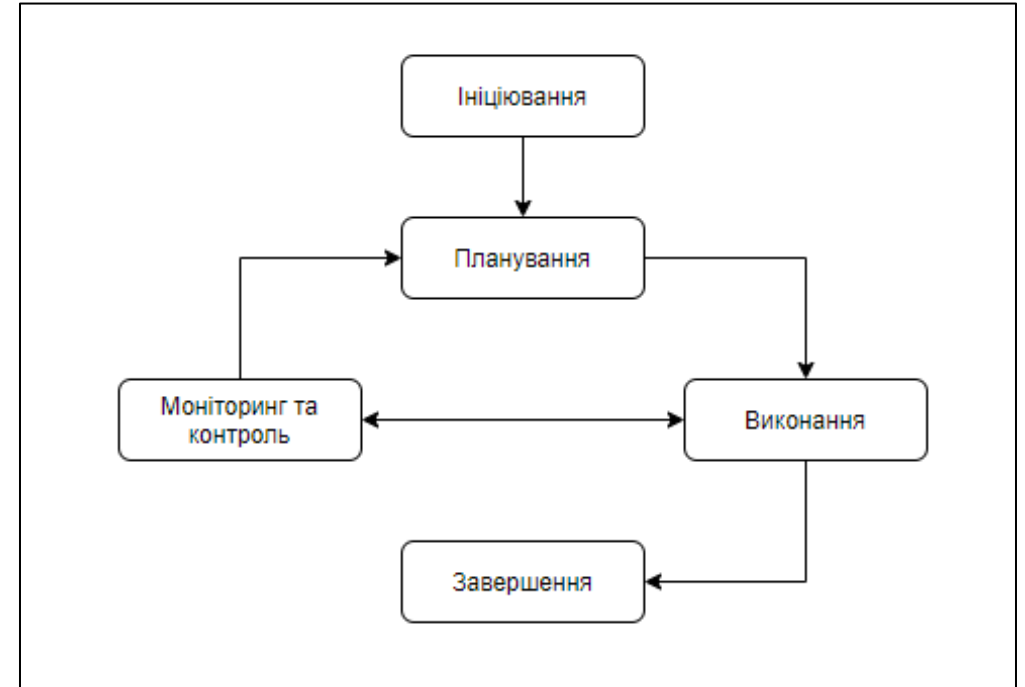 Ініціювання
Планування
Моніторинг та
контроль
Виконання
Завершення